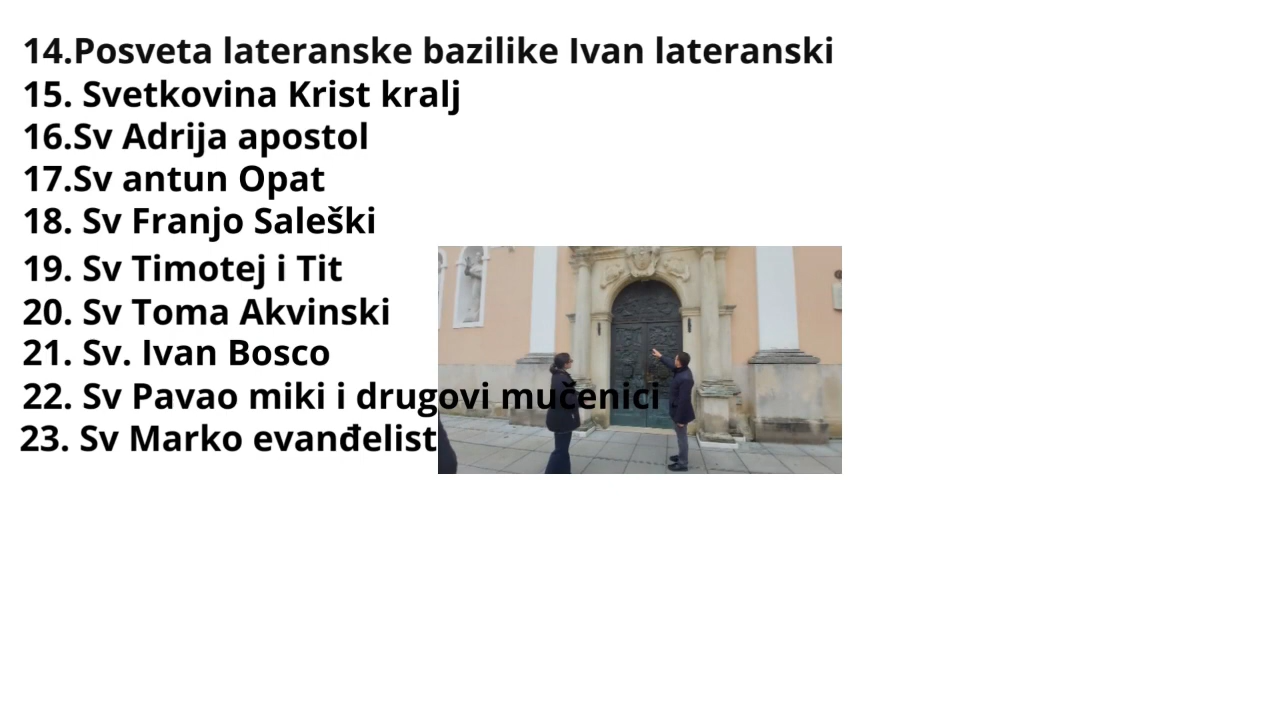 14.Posveta lateranske bazilike Ivan lateranski
15. Svetkovina Krist kralj
16.Sv Adrija apostol
17.Sv antun Opat
18. Sv Franjo Saleški
19. Sv Timotej i Tit
20. Sv Toma Akvinski
21. Sv. Ivan Bosco
22. Sv Pavao miki i drugovi mučenici
23. Sv Marko evanđelist